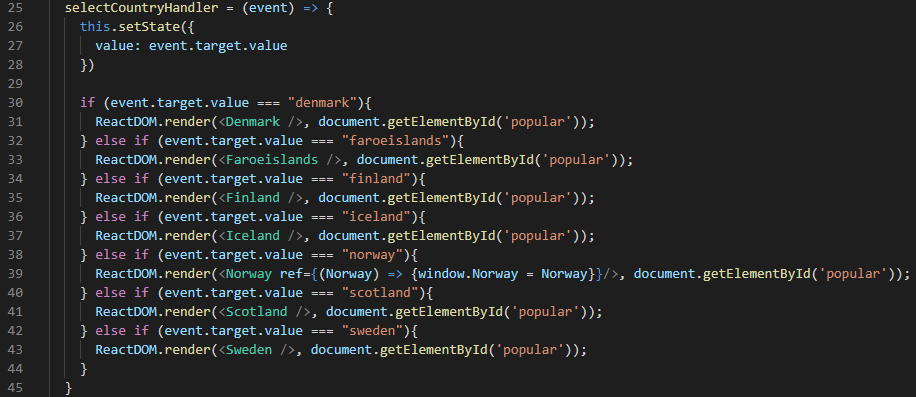 25 selectCountryHandler = (event) => {
26 this.setState({
27 value: event.target.value
28 })
29
30 if (event.target.value === "denmark"){
31 ReactDOM.render(<Denmark />, document.getElementById('popular'));
32 } else if (event.target.value === "faroeislands"){
33 ReactDOM.render(<Faroeislands />, document.getElementById('popular'));
34 } else if (event.target.value === "finland"){
35 ReactDOM.render(<Finland />, document.getElementById('popular'));
36 } else if (event.target.value === "iceland"){
37 ReactDOM.render(<Iceland />, document.getElementById('popular'));
38 } else if (event.target.value === "norway"){
39 ReactDOM.render(<Norway ref={(Norway) => {window.Norway = Norway}}/>, document.getElementById('popular'));
40 } else if (event.target.value === "scotland"){
41 ReactDOM.render(<Scotland />, document.getElementById('popular'));
42 } else if (event.target.value === "sweden"){
43 ReactDOM.render(<Sweden />, document.getElementById('popular'));
44 }
45 }